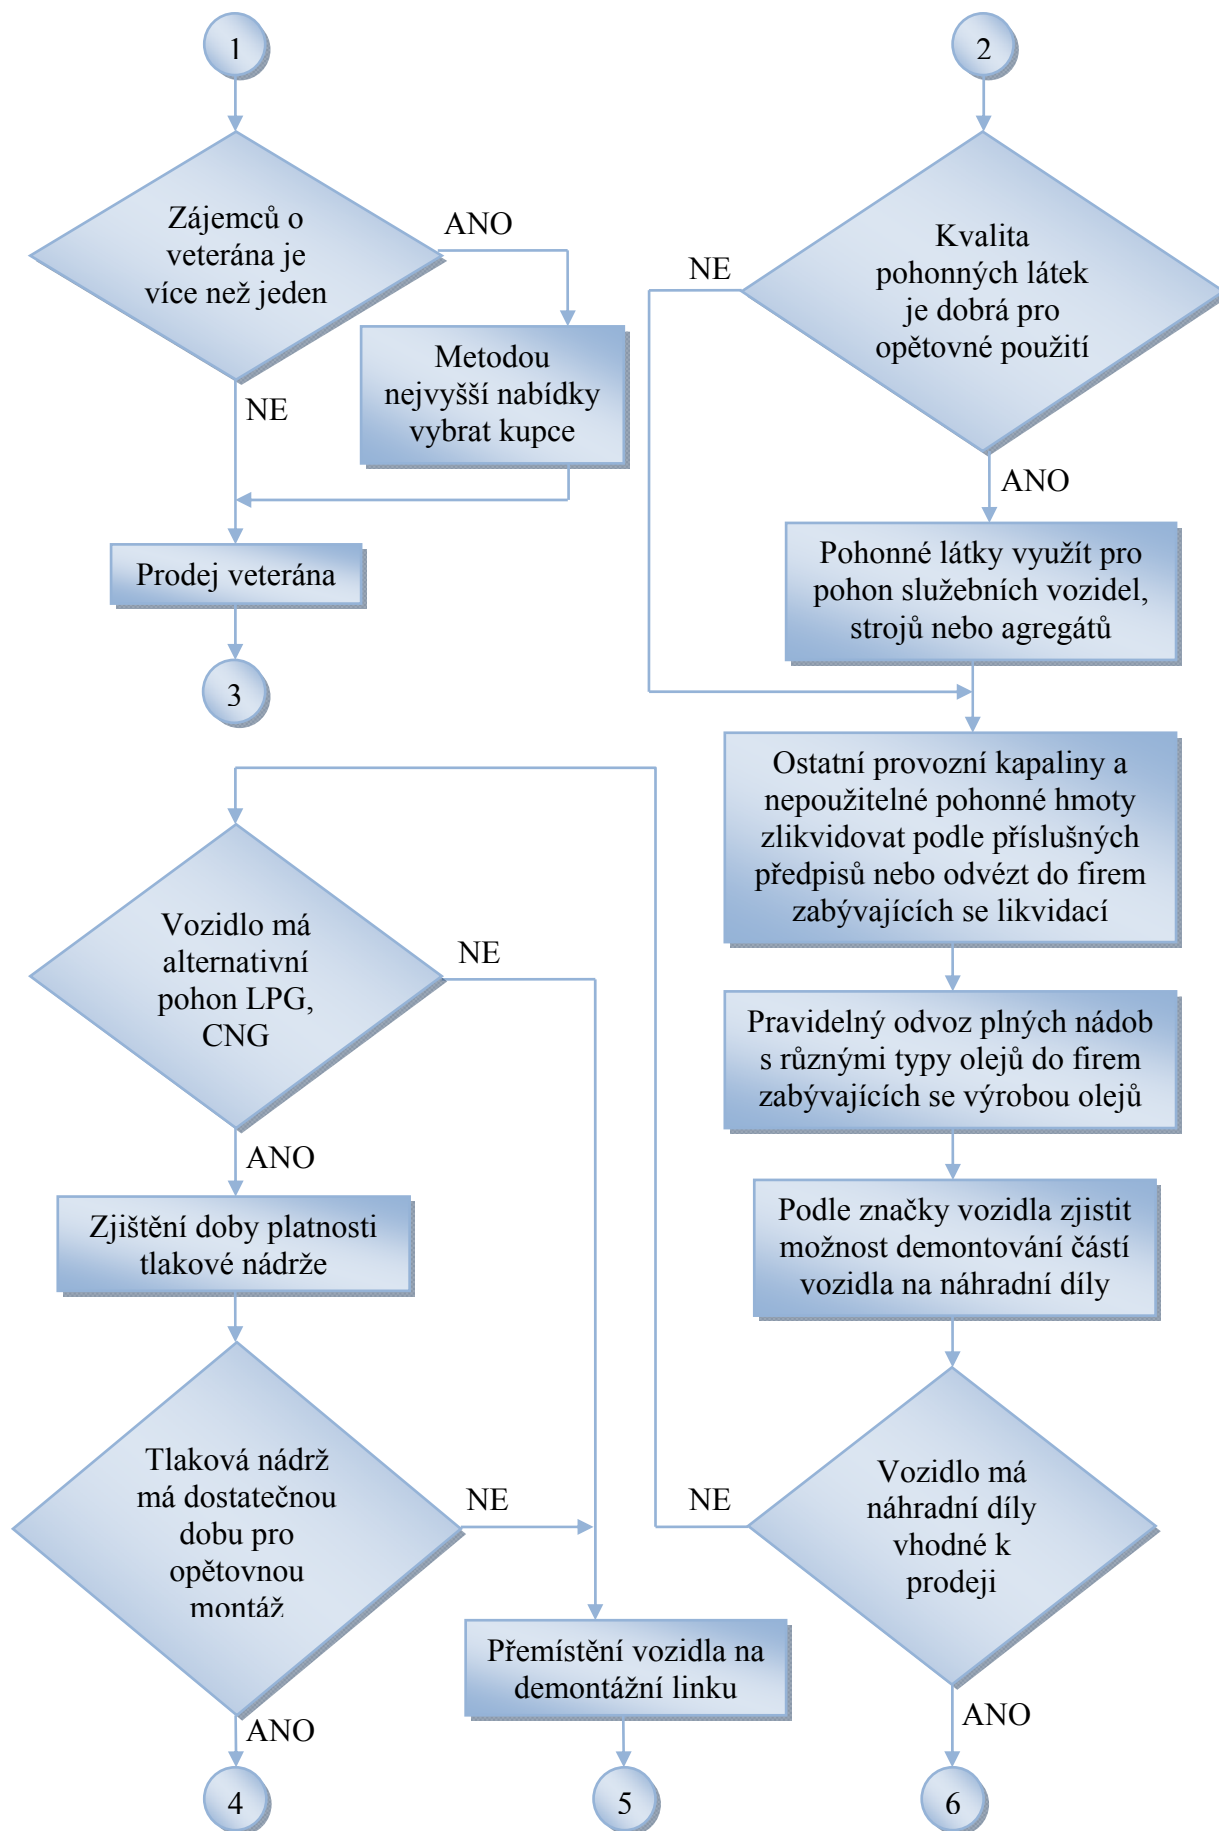 1
Zájemců o
veterána je
více než jeden
ANO
Metodou
nejvyšší nabídky
vybrat kupce
NE
Prodej veterána
3
2
Kvalita
pohonných látek
je dobrá pro
opětovné použití
NE
ANO
Pohonné látky využít pro
pohon služebních vozidel,
strojů nebo agregátů
Ostatní provozní kapaliny a
nepoužitelné pohonné hmoty
zlikvidovat podle příslušných
předpisů nebo odvézt do firem
zabývajících se likvidací
Pravidelný odvoz plných nádob
s různými typy olejů do firem
zabývajících se výrobou olejů
Podle značky vozidla zjistit
možnost demontování částí
vozidla na náhradní díly
Vozidlo má
náhradní díly
vhodné k
prodeji
NE
ANO
6
Vozidlo má
alternativní
pohon LPG,
CNG
NE
ANO
Zjištění doby platnosti
tlakové nádrže
Tlaková nádrž
má dostatečnou
dobu pro
opětovnou
montáž
NE
ANO
4
Přemístění vozidla na
demontážní linku
5